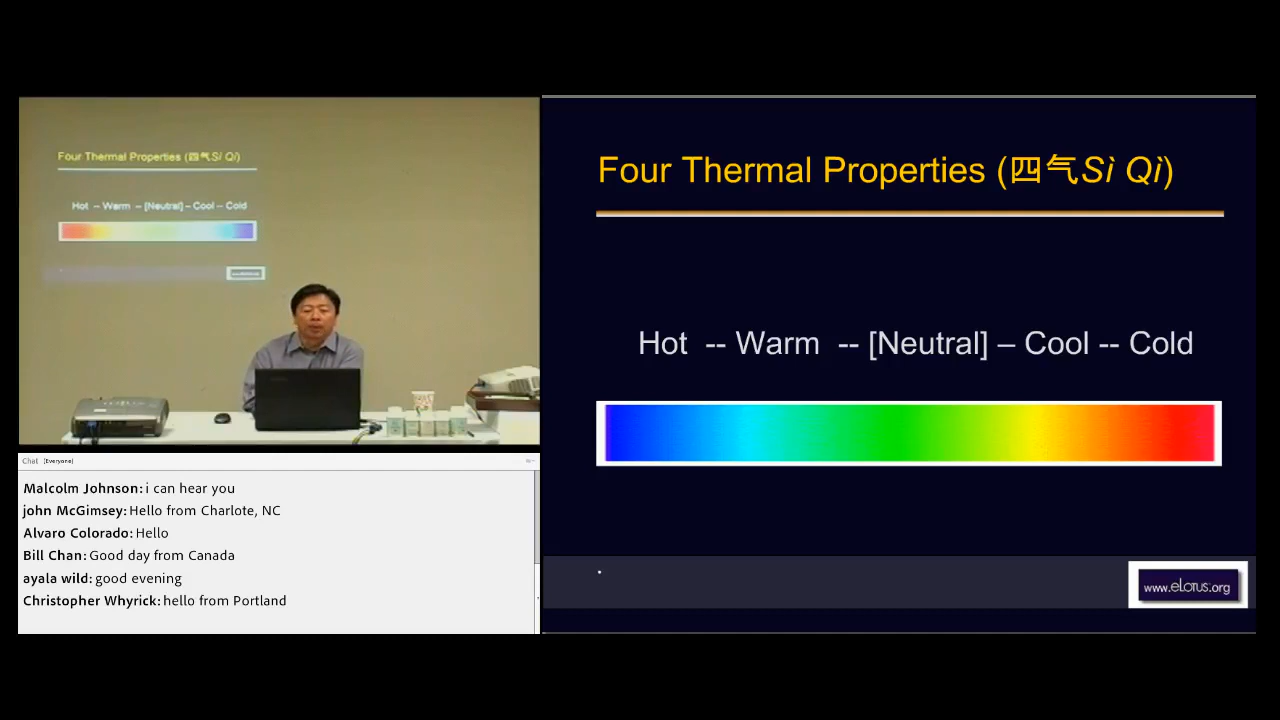 Four Thermal Properties (四气Sì Qì)
Hot -- Warm -- [Neutral] – Cool -- Cold
Four Thermal Properties (四气Sì Qì)
Hot -- Warm -- [Neutral] – Cool -- Cold
www.eLotus.org
Chat (Everyone)
Malcolm Johnson: i can hear you
john McGimsey: Hello from Charlote, NC
Alvaro Colorado: Hello
Bill Chan: Good day from Canada
ayala wild: good evening
Christopher Whyrick: hello from Portland